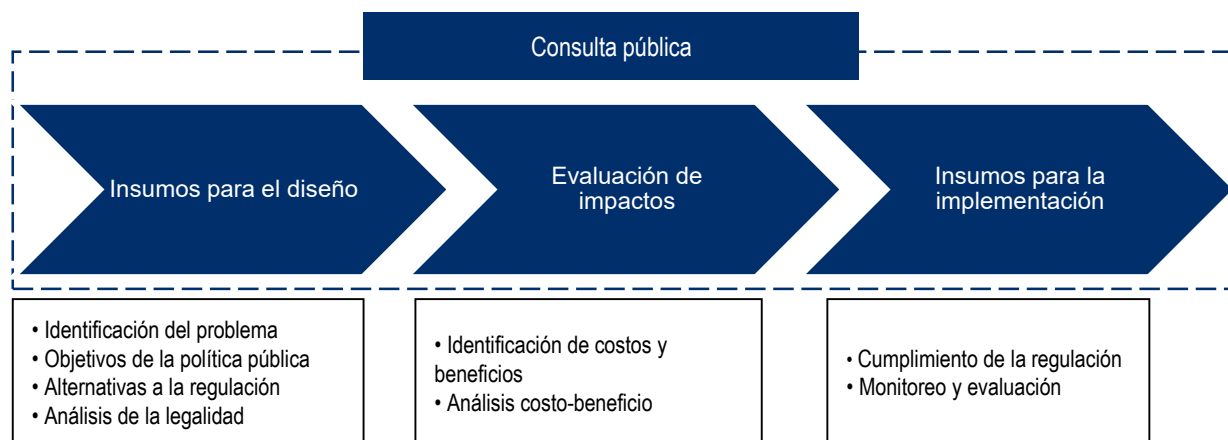 Consulta pública
Insumos para el diseño
Evaluación de
impactos
Insumos para la
implementación
• Identificación del problema
• Objetivos de la política pública
• Alternativas a la regulación
• Análisis de la legalidad
• Identificación de costos y
beneficios
• Análisis costo-beneficio
• Cumplimiento de la regulación
• Monitoreo y evaluación